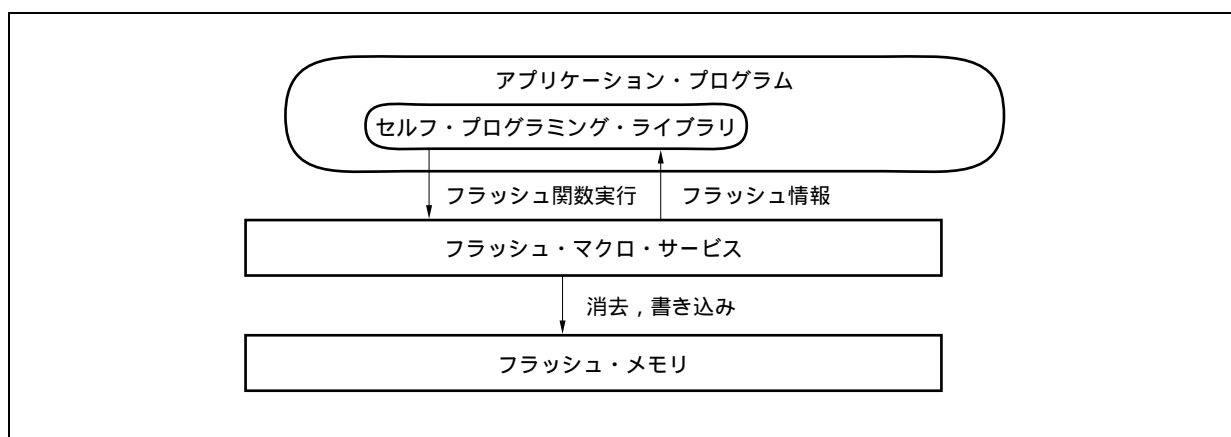 アプリケーション・プログラム
セルフ・プログラミング・ライブラリ
フラッシュ関数実行
フラッシュ情報
フラッシュ・マクロ・サービス
消去，書き込み
フラッシュ・メモリ